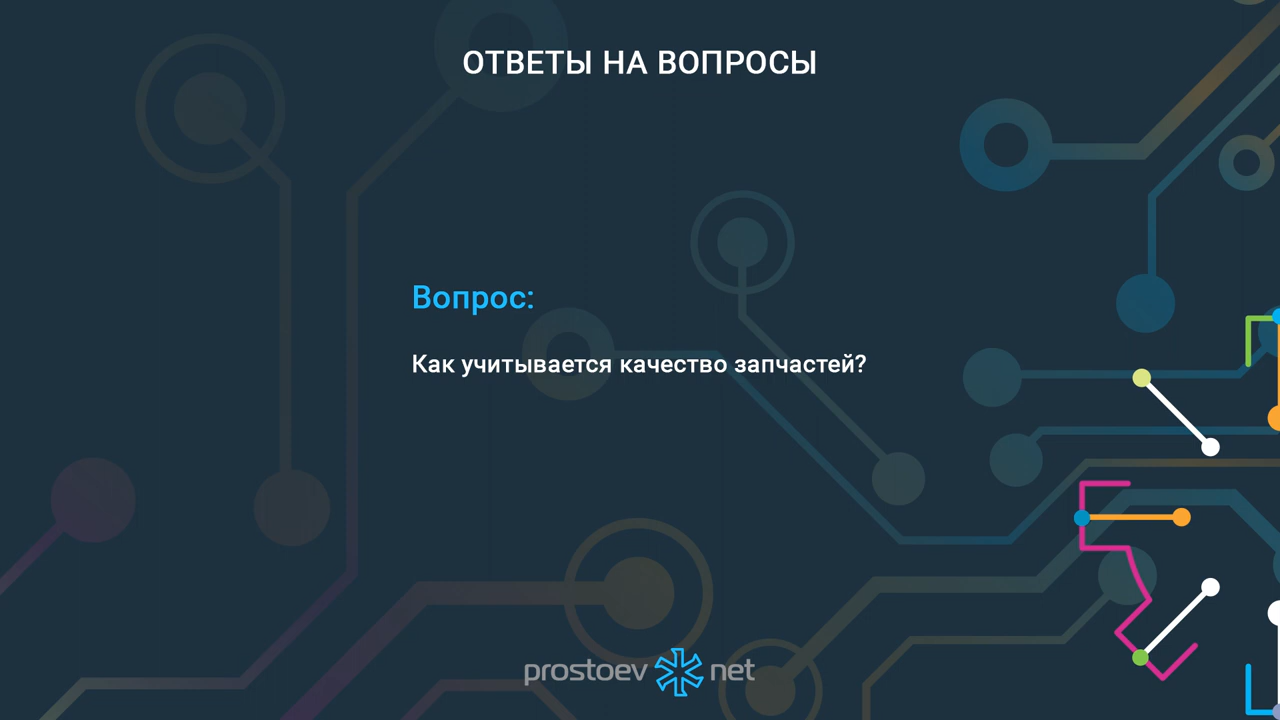 ОТВЕТЫ НА ВОПРОСЫ
Вопрос:
Как учитывается качество запчастей?
prostoev net